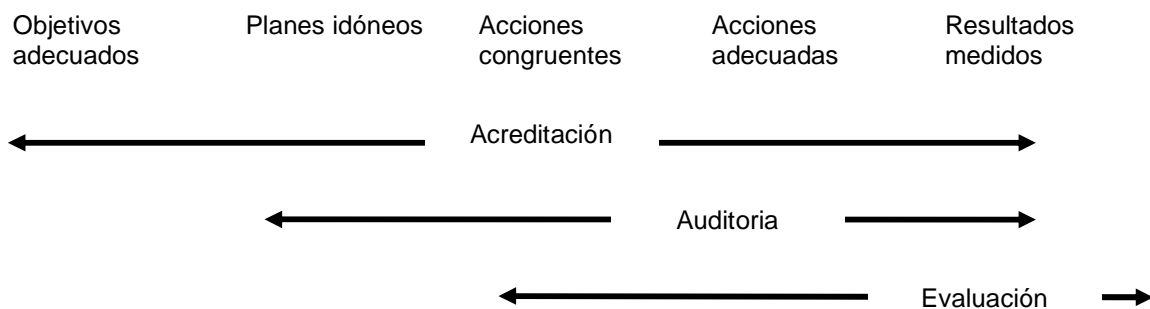 Objetivos adecuados
Planes idóneos
Acciones congruentes
Acciones adecuadas
Resultados medidos
Acreditación
Auditoria
Evaluación